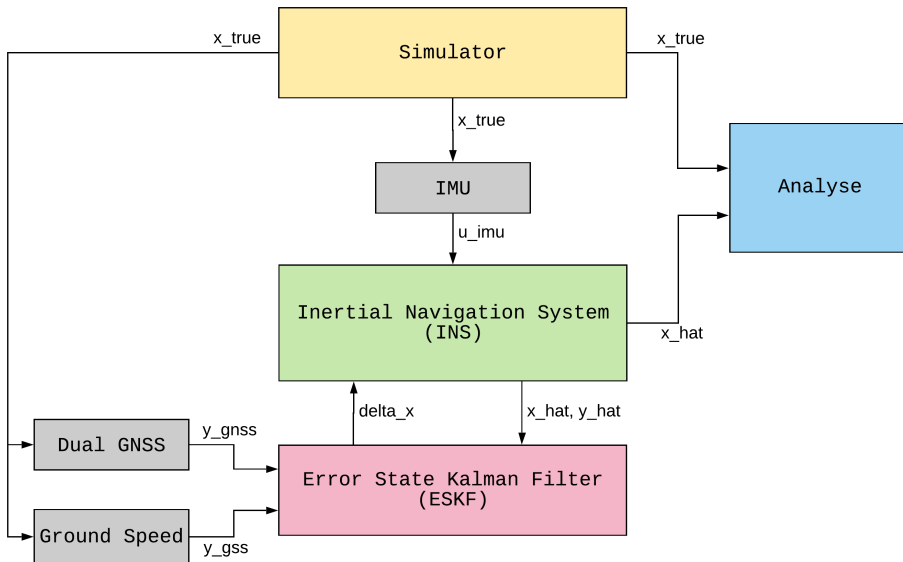 x_true
Simulator
x_true
x_true
IMU
Analyse
u_imu
Inertial Navigation System
(INS)
x_hat
delta_x
x_hat, y_hat
y_gnss
Dual GNSS
Error State Kalman Filter
(ESKF)
Ground Speed
y_gss